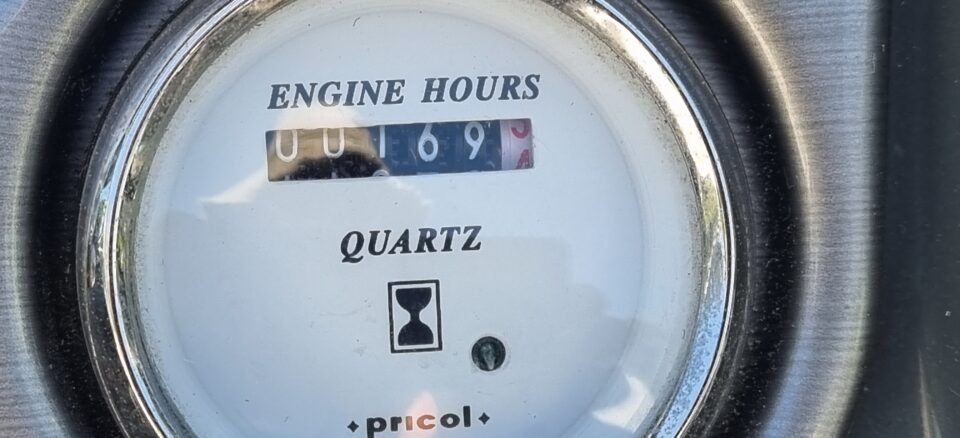 ENGINE HOURS
00169
QUARTZ
pricol